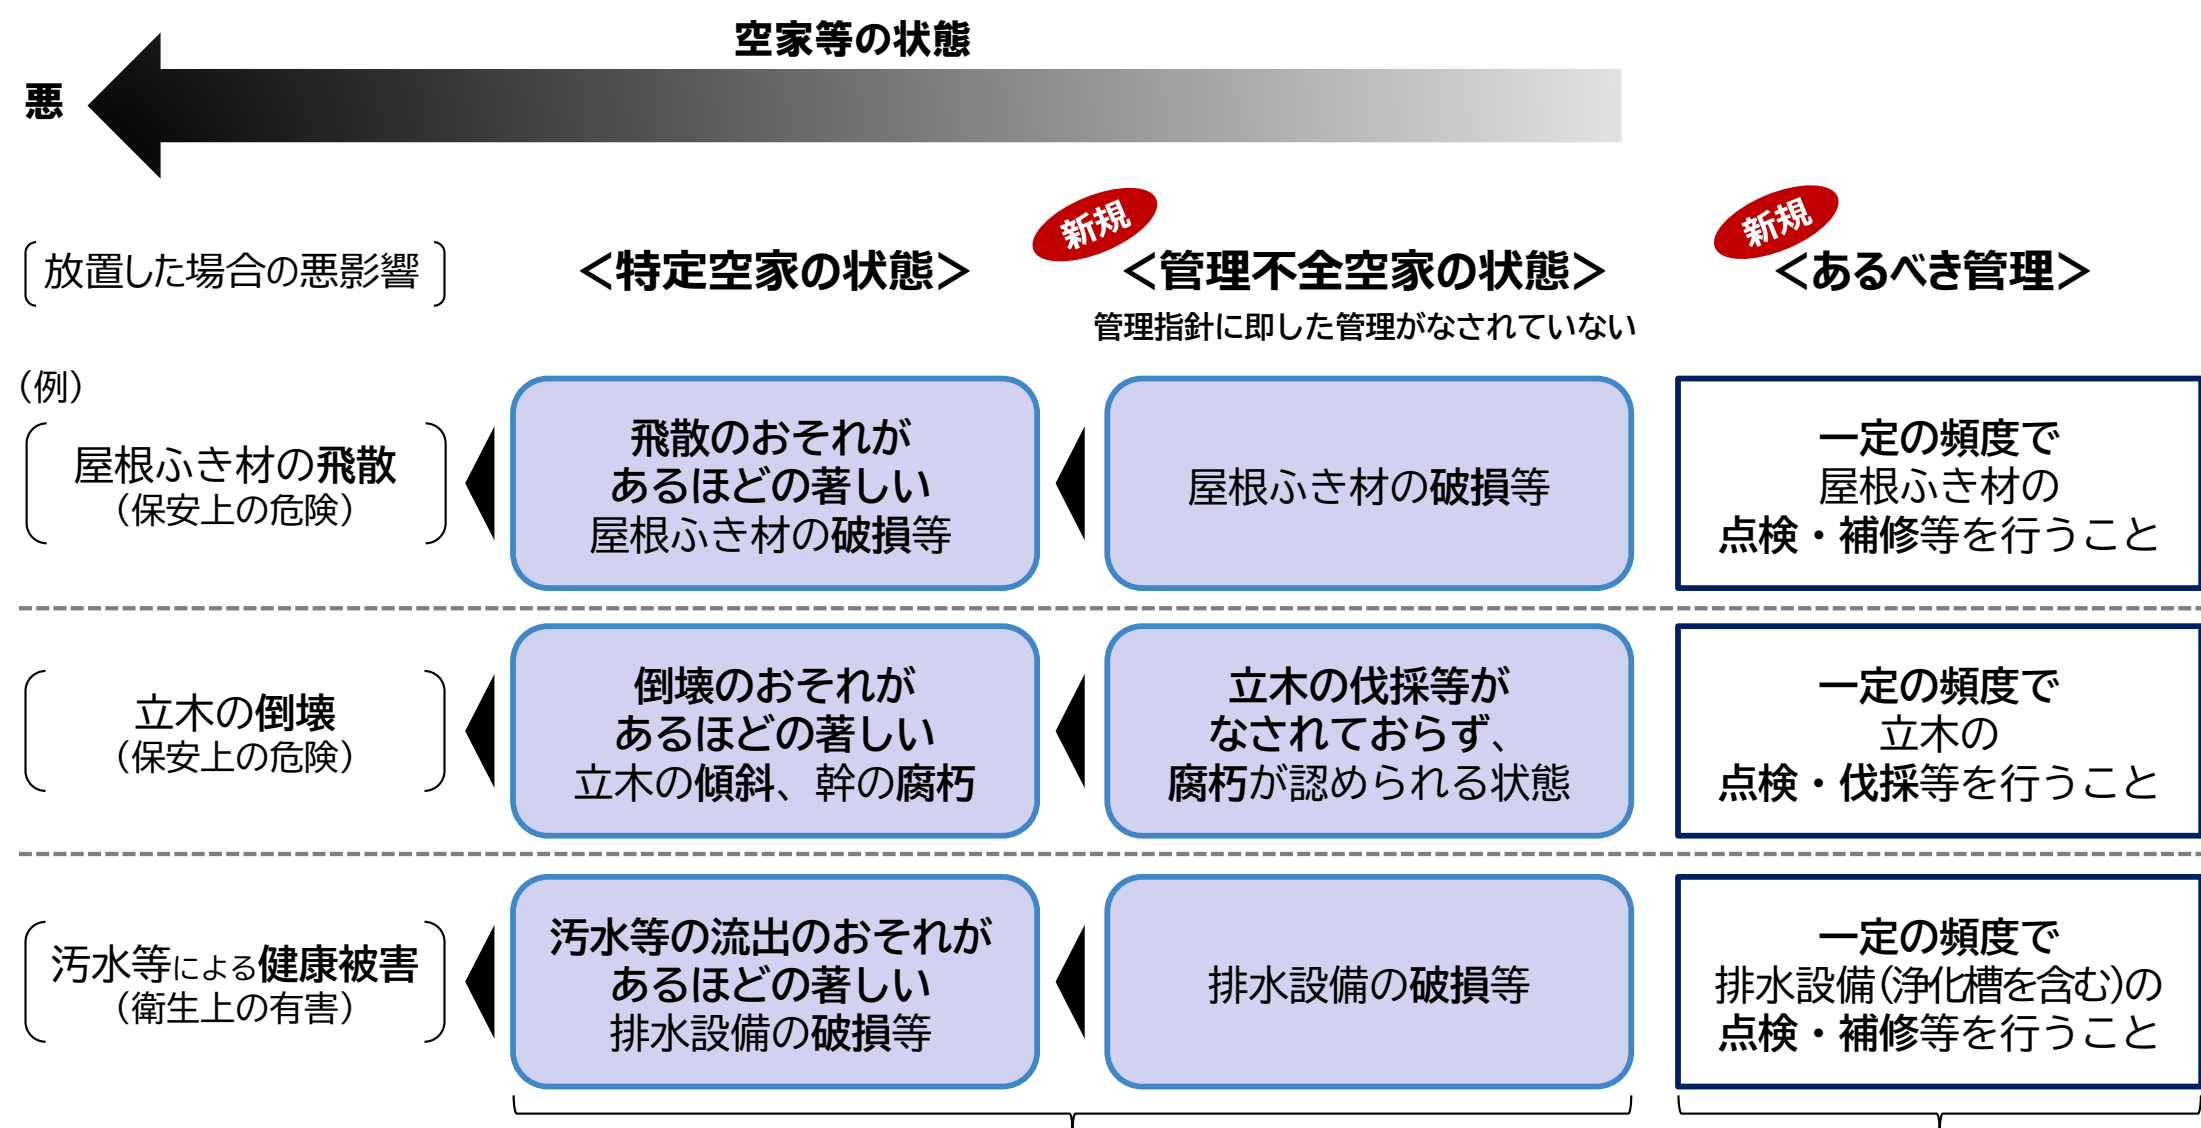 空家等の状態
悪
新規
新規
放置した場合の悪影響
＜特定空家の状態＞
＜管理不全空家の状態＞
＜あるべき管理＞
管理指針に即した管理がなされていない
（例）
屋根ふき材の飛散
（保安上の危険）
飛散のおそれが
あるほどの著しい
屋根ふき材の破損等
屋根ふき材の破損等
一定の頻度で
屋根ふき材の
点検・補修等を行うこと
立木の倒壊
（保安上の危険）
倒壊のおそれが
あるほどの著しい
立木の傾斜、幹の腐朽
立木の伐採等が
なされておらず、
腐朽が認められる状態
一定の頻度で
立木の
点検・伐採等を行うこと
汚水等による健康被害
（衛生上の有害）
汚水等の流出のおそれが
あるほどの著しい
排水設備の破損等
排水設備の破損等
一定の頻度で
排水設備（浄化槽を含む）の
点検・補修等を行うこと